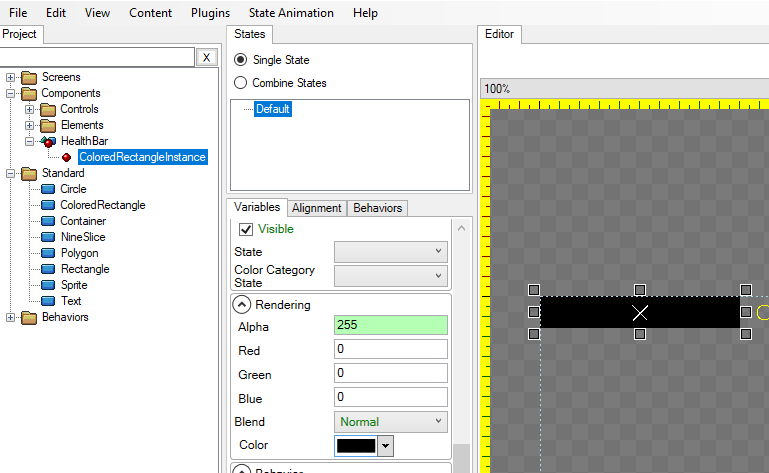 File Edit View Content Plugins State Animation Help
Project
X
Screens
Components
Controls
Elements
HealthBar
ColoredRectangleInstance
Standard
Circle
ColoredRectangle
Container
NineSlice
Polygon
Rectangle
Sprite
Text
Behaviors
States
Single State
Combine States
Default
Variables Alignment Behaviors
Visible
State
Color Category
State
Rendering
Alpha 255
Red 0
Green 0
Blue 0
Blend Normal
Color
Behavior
Editor
100%